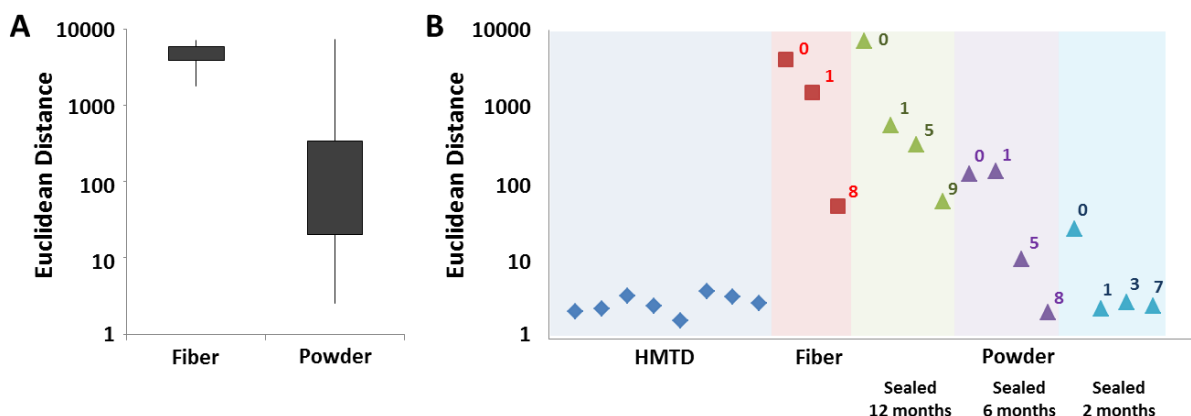 A
Euclidean Distance
10000
1000
100
10
1
Fiber
Powder
B
Euclidean Distance
10000
1000
100
10
1
0
1
8
0
1
5
9
0
1
5
8
0
1
3
7
HMTD
Fiber
Powder
Sealed
12 months
Sealed
6 months
Sealed
2 months